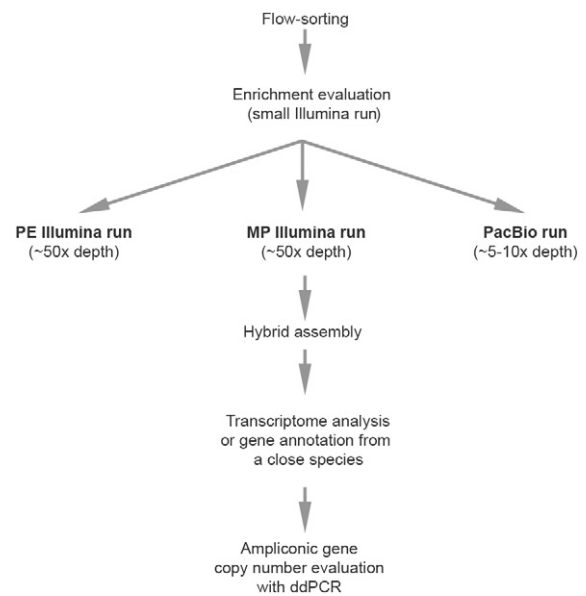 Flow-sorting
Enrichment evaluation
(small Illumina run)
PE Illumina run
(~50x depth)
MP Illumina run
(~50x depth)
PacBio run
(~5-10x depth)
Hybrid assembly
Transcriptome analysis
or gene annotation from
a close species
Ampliconic gene
copy number evaluation
with ddPCR